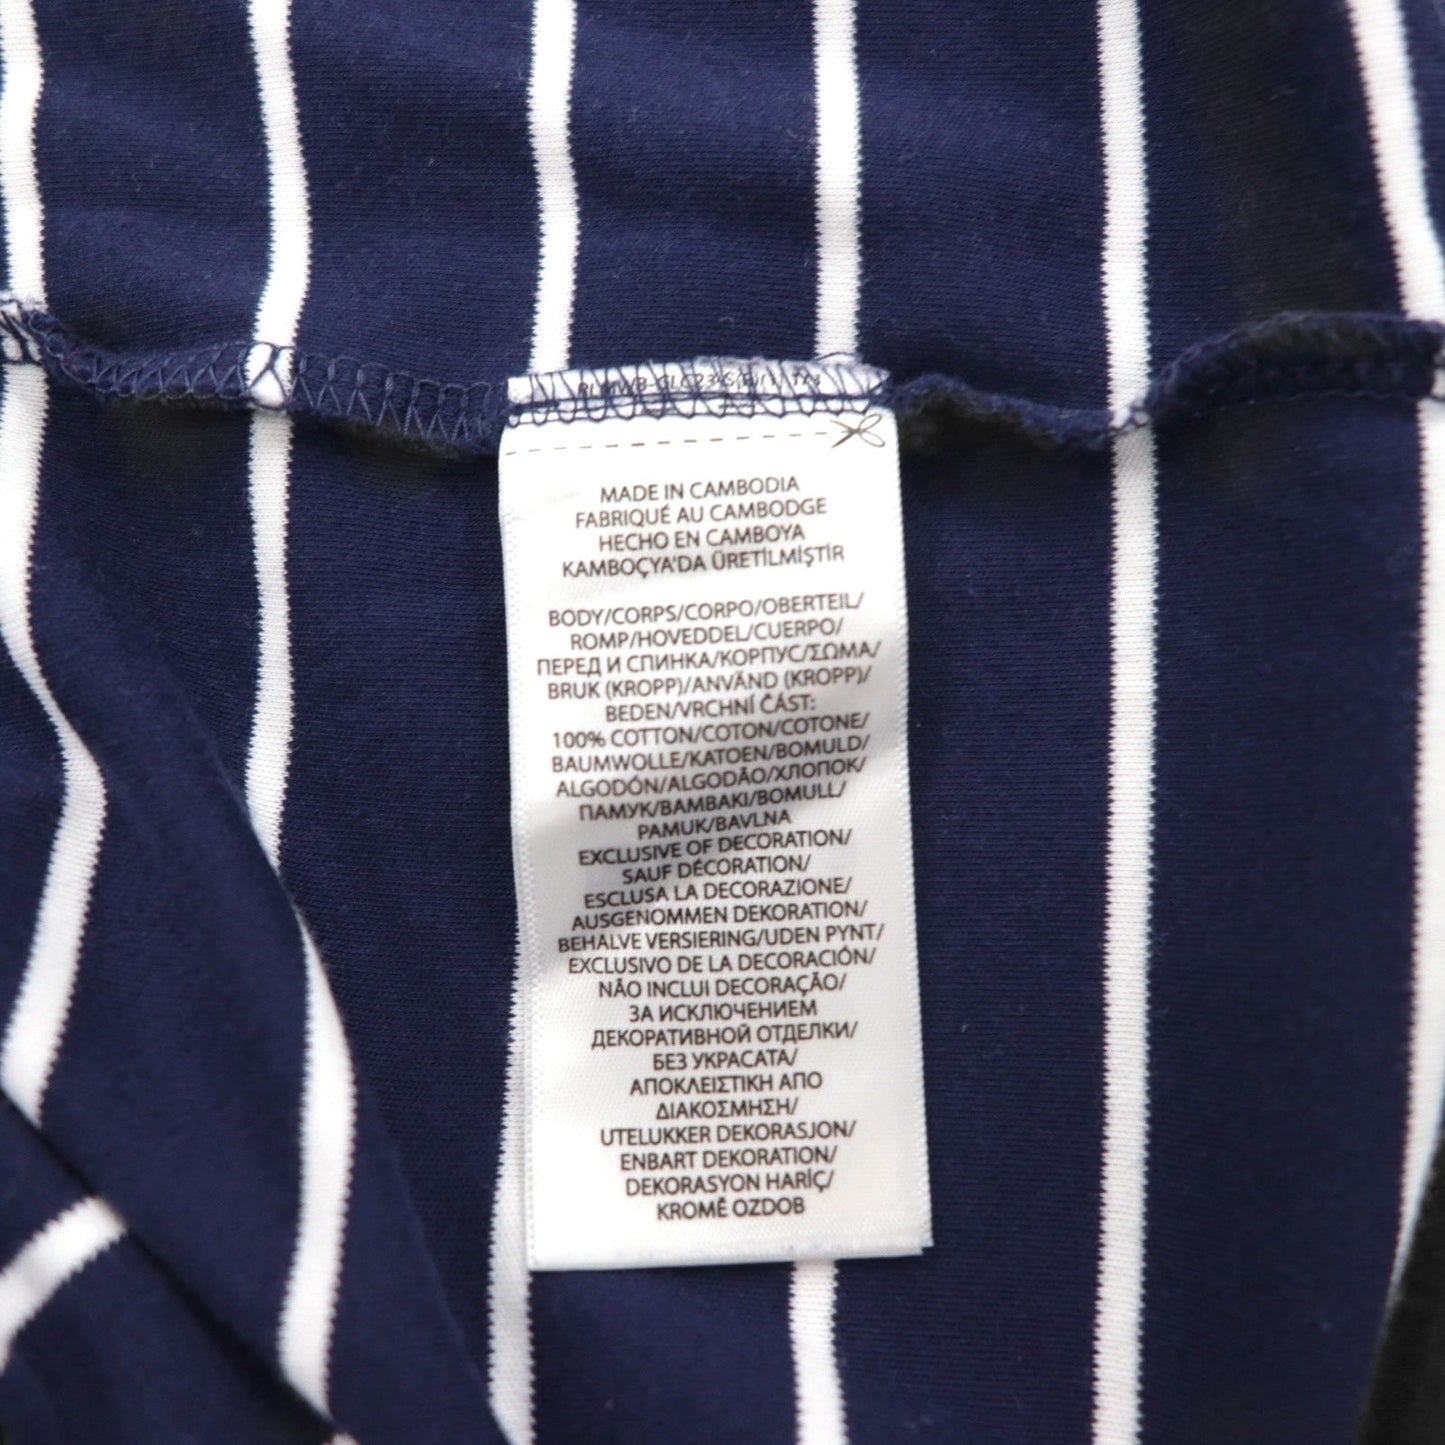 MADE IN CAMBODIA
FABRIQUÉ AU CAMBODGE
HECHO EN CAMBOYA
KAMBOÇYA'DA ÜRETİLMİŞTİR
BODY/CORPS/CORPO/OBERTEIL/
ROMP/HOVEDDEL/CUERPO/
ПЕРЕД И СПИНКА/КОРПУС/ΣΩΜΑ/
BRUK (KROPP)/ANVÄND (KROPP)/
BEDEN/VRCHNÍ ČÁST:
100% COTTON/COTON/COTONE/
BAUMWOLLE/KATOEN/BOMULD/
ALGODÓN/ALGODÃO/ХЛОПОК/
ПАМУК/ΒΑΜΒΑΚΙ/BOMULL/
PAMUK/BAVLNA
EXCLUSIVE OF DECORATION/
SAUF DÉCORATION/
ESCLUSA LA DECORAZIONE/
AUSGENOMMEN DEKORATION/
BEHALVE VERSIERING/UDEN PYNT/
EXCLUSIVO DE LA DECORACIÓN/
NÃO INCLUI DECORAÇÃO/
ЗА ИСКЛЮЧЕНИЕМ
ДЕКОРАТИВНОЙ ОТДЕЛКИ/
БЕЗ УКРАСАТА/
ΑΠΟΚΛΕΙΣΤΙΚΗ ΑΠΟ
ΔΙΑΚΟΣΜΗΣΗ/
UTELUKKER DEKORASJON/
ENBART DEKORATION/
DEKORASYON HARİÇ/
KROMĚ OZDOB